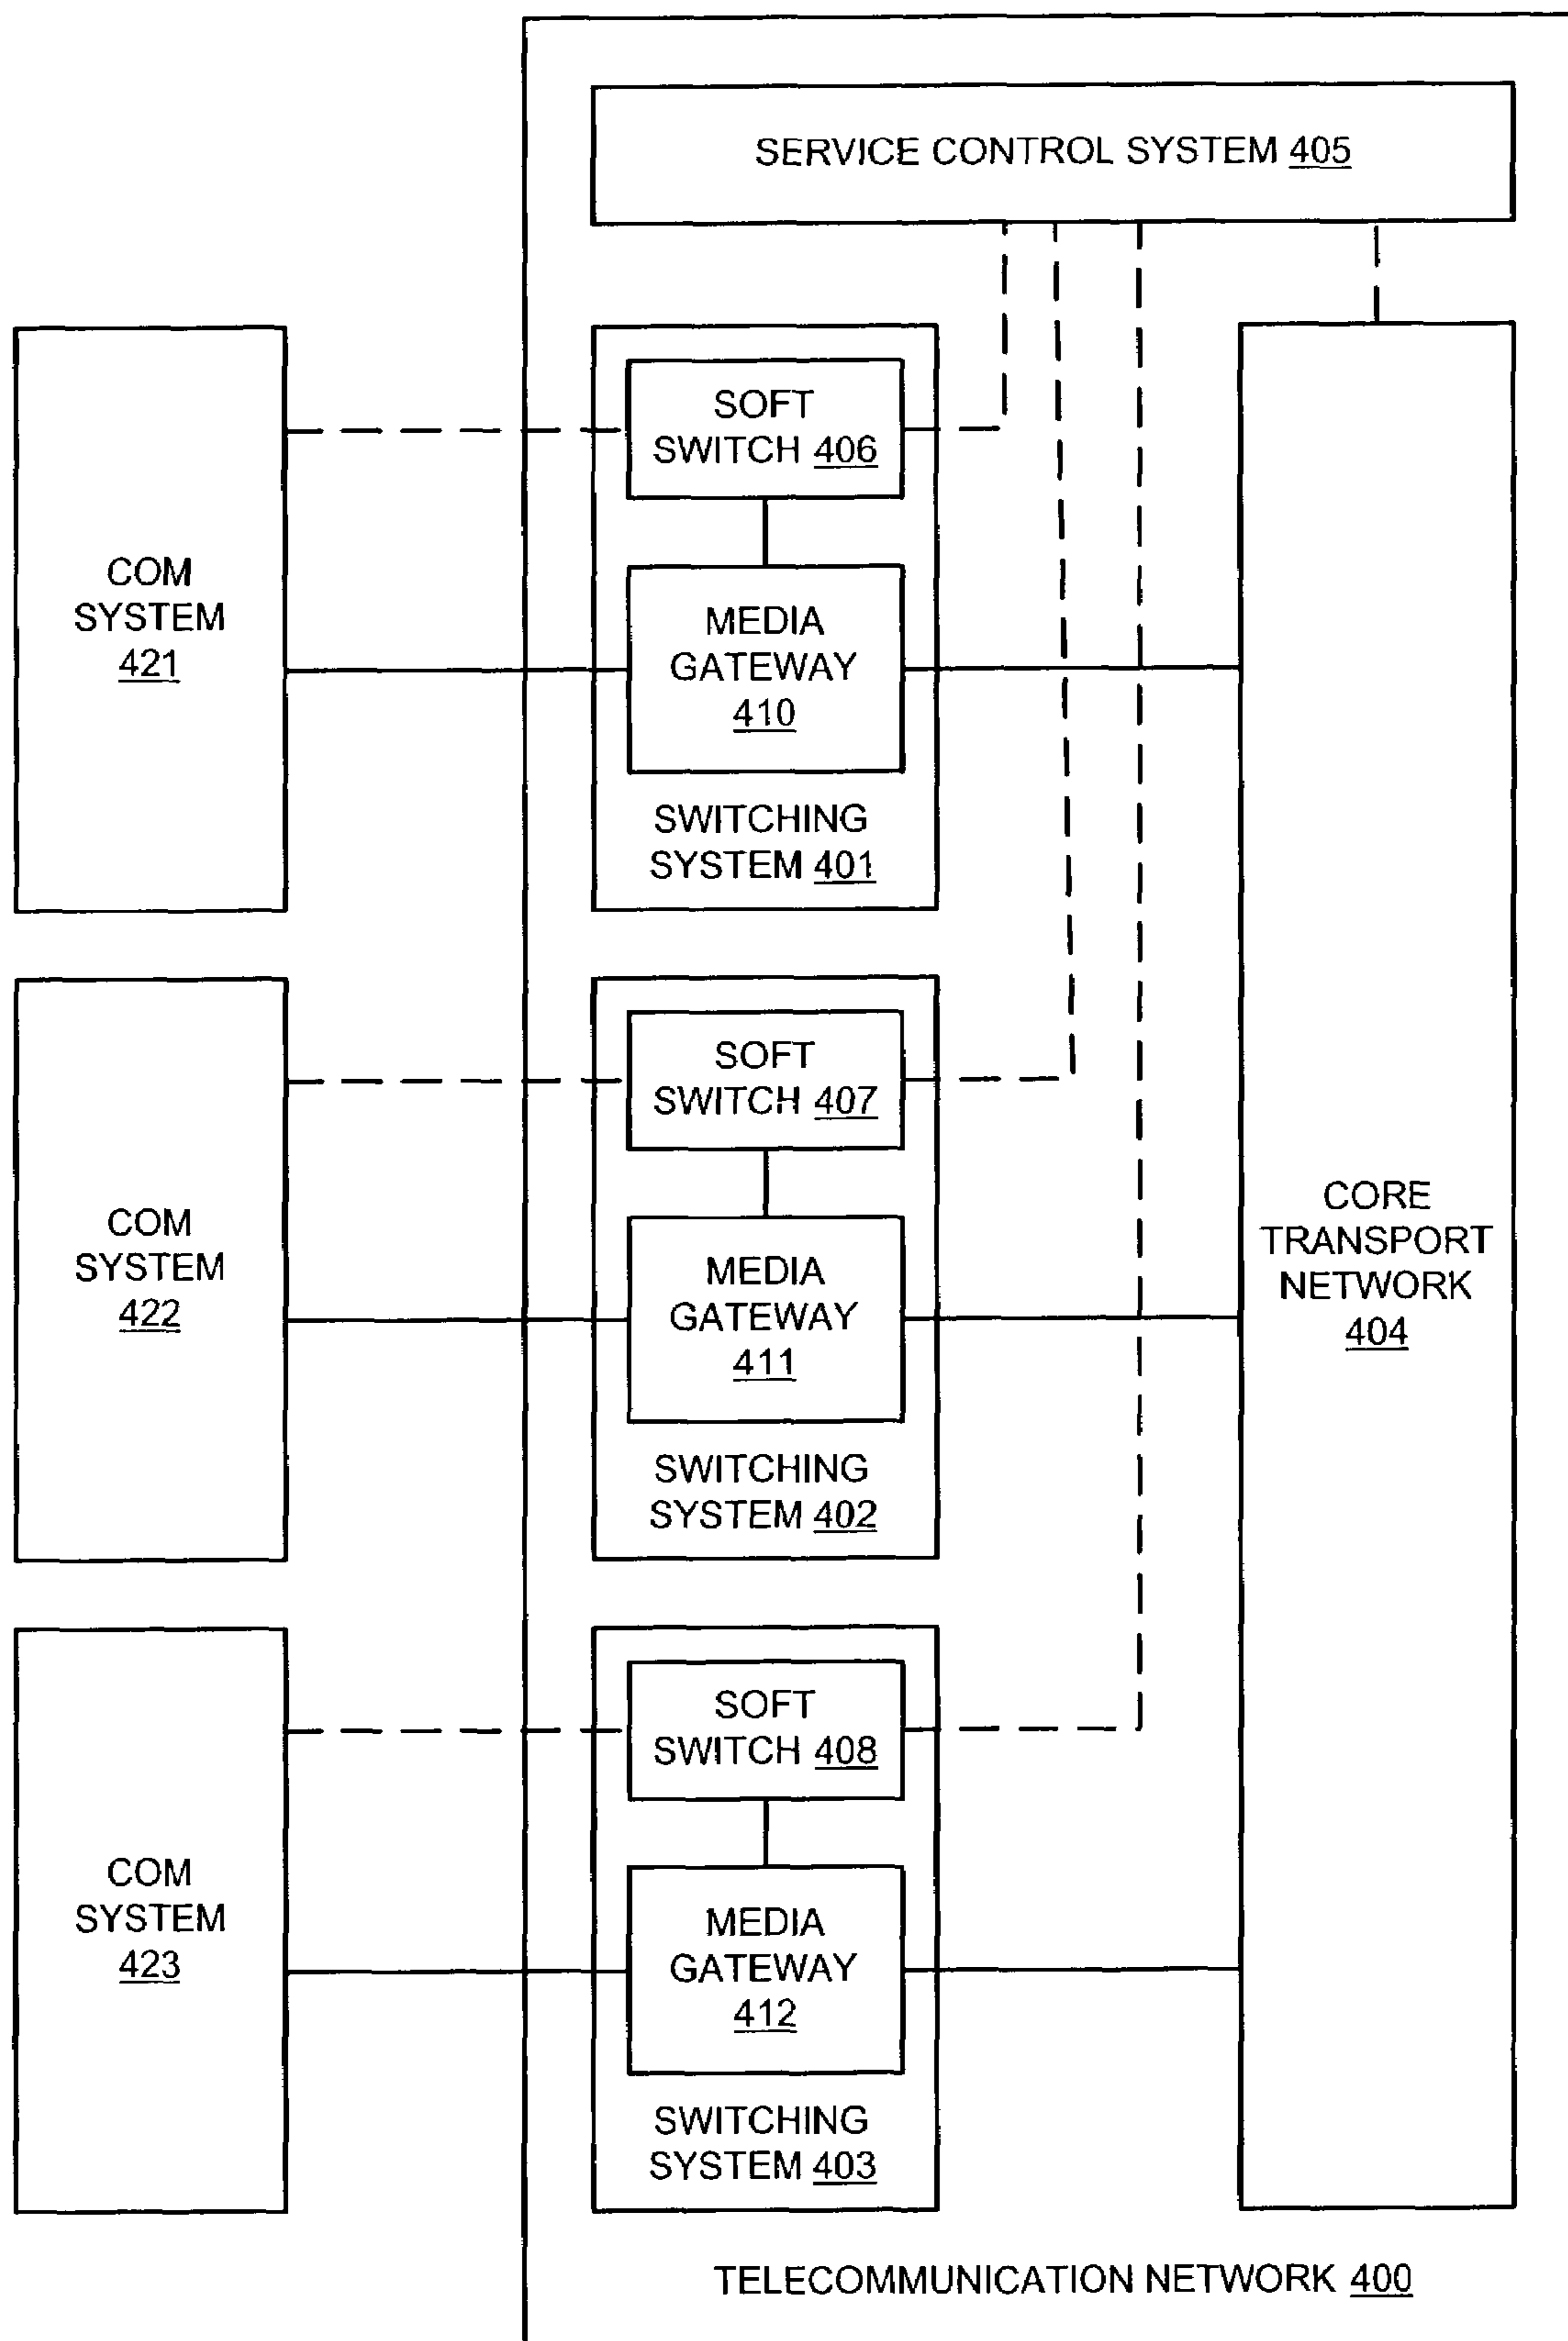 SERVICE CONTROL SYSTEM 405
COM
SYSTEM
421
SOFT
SWITCH 406
MEDIA
GATEWAY
410
SWITCHING
SYSTEM 401
COM
SYSTEM
422
SOFT
SWITCH 407
MEDIA
GATEWAY
411
SWITCHING
SYSTEM 402
CORE
TRANSPORT
NETWORK
404
COM
SYSTEM
423
SOFT
SWITCH 408
MEDIA
GATEWAY
412
SWITCHING
SYSTEM 403
TELECOMMUNICATION NETWORK 400